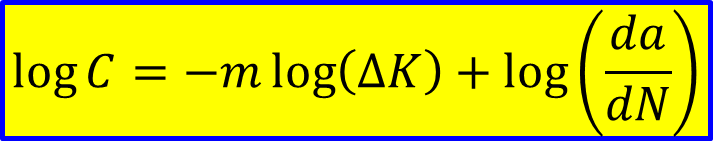 log C = −m log(ΔK) + log(da/dN)